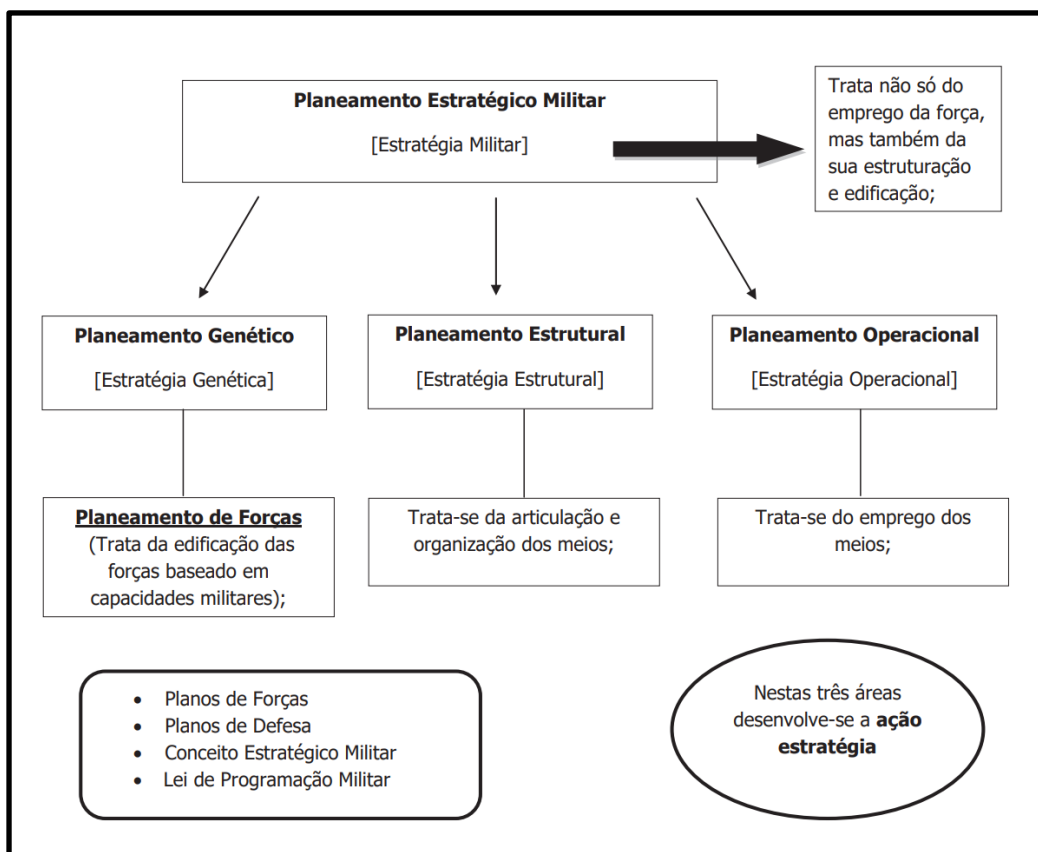 Planeamento Estratégico Militar
[Estratégia Militar]
Trata não só do
emprego da força,
mas também da
sua estruturação
e edificação;
Planeamento Genético
[Estratégia Genética]
Planeamento Estrutural
[Estratégia Estrutural]
Planeamento Operacional
[Estratégia Operacional]
Planeamento de Forças
(Trata da edificação das
forças baseado em
capacidades militares);
Trata-se da articulação e
organização dos meios;
Trata-se do emprego dos
meios;
• Planos de Forças
• Planos de Defesa
• Conceito Estratégico Militar
• Lei de Programação Militar
Nestas três áreas
desenvolve-se a ação
estratégia